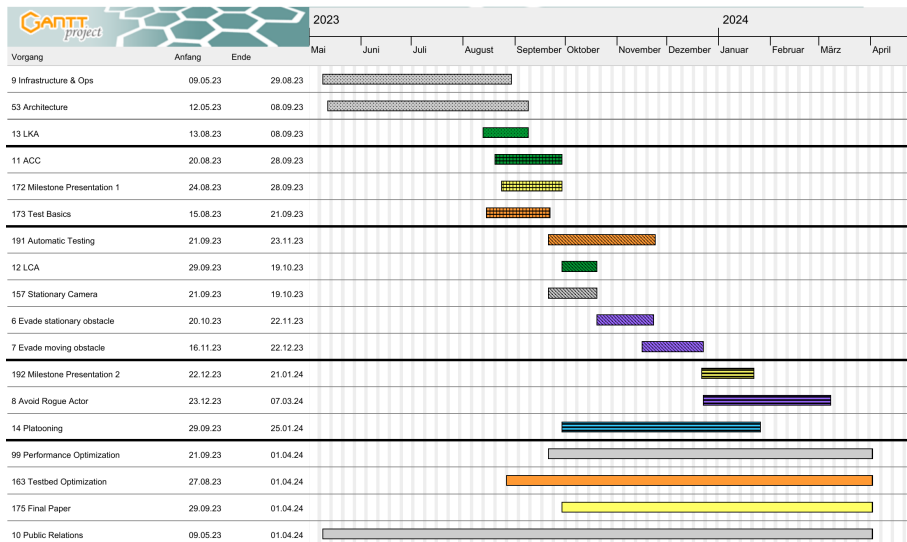 GANTT
project
2023
2024
Mai Juni Juli August September Oktober November Dezember Januar Februar März April
Vorgang Anfang Ende
9 Infrastructure & Ops 09.05.23 29.08.23
53 Architecture 12.05.23 08.09.23
13 LKA 13.08.23 08.09.23
11 ACC 20.08.23 28.09.23
172 Milestone Presentation 1 24.08.23 28.09.23
173 Test Basics 15.08.23 21.09.23
191 Automatic Testing 21.09.23 23.11.23
12 LCA 29.09.23 19.10.23
157 Stationary Camera 21.09.23 19.10.23
6 Evade stationary obstacle 20.10.23 22.11.23
7 Evade moving obstacle 16.11.23 22.12.23
192 Milestone Presentation 2 22.12.23 21.01.24
8 Avoid Rogue Actor 23.12.23 07.03.24
14 Platooning 29.09.23 25.01.24
99 Performance Optimization 21.09.23 01.04.24
163 Testbed Optimization 27.08.23 01.04.24
175 Final Paper 29.09.23 01.04.24
10 Public Relations 09.05.23 01.04.24